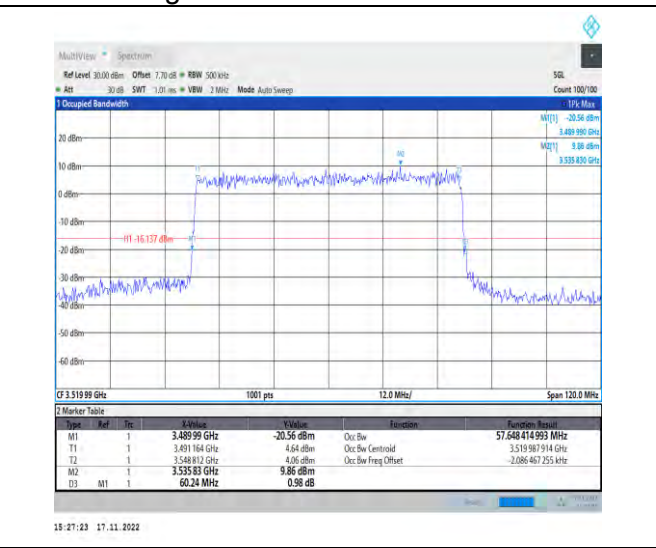 MultiView Spectrum
Ref Level 30.00 dBm Offset 7.70 dB RBW 500 kHz SGL
Att 30 dB SWT 1.01 ms VBW 2 MHz Mode Auto Sweep Count 100/100
1 Occupied Bandwidth 1Pk Max
M1[1] -20.56 dBm
3.489 990 GHz
M2[1] 9.86 dBm
3.535 830 GHz
20 dBm
M2
10 dBm
0 dBm
-10 dBm
H1 -16.137 dBm
-20 dBm
-30 dBm
-40 dBm
-50 dBm
-60 dBm
CF 3.519 99 GHz 1001 pts 12.0 MHz/ Span 120.0 MHz
2 Marker Table
Type Ref Trc X-Value Y-Value Function Function Result
M1 1 3.489 99 GHz -20.56 dBm Occ Bw 57.648 414 993 MHz
T1 1 3.491 164 GHz 4.64 dBm Occ Bw Centroid 3.519 987 914 GHz
T2 1 3.548 812 GHz 4.06 dBm Occ Bw Freq Offset -2.086 467 255 kHz
M2 1 3.535 83 GHz 9.86 dBm
D3 M1 1 60.24 MHz 0.98 dB
15:27:23 17.11.2022